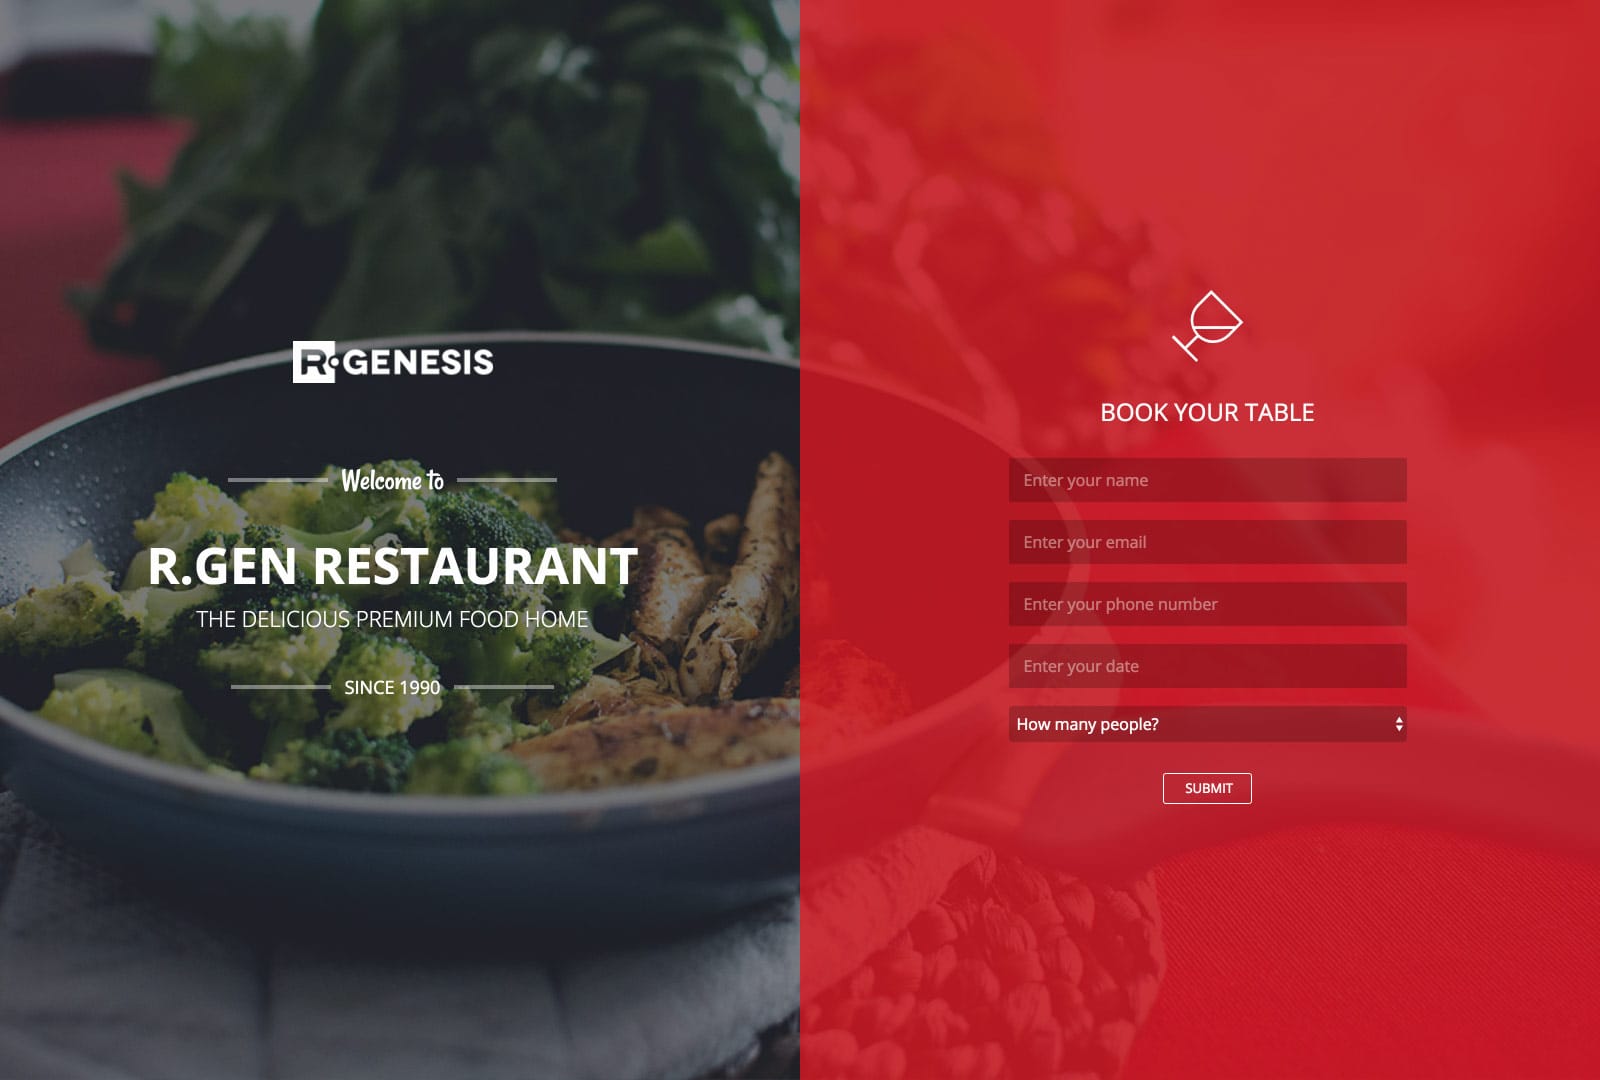 R.GENESIS
Welcome to
R.GEN RESTAURANT
THE DELICIOUS PREMIUM FOOD HOME
SINCE 1990
BOOK YOUR TABLE
Enter your name
Enter your email
Enter your phone number
Enter your date
How many people?
SUBMIT